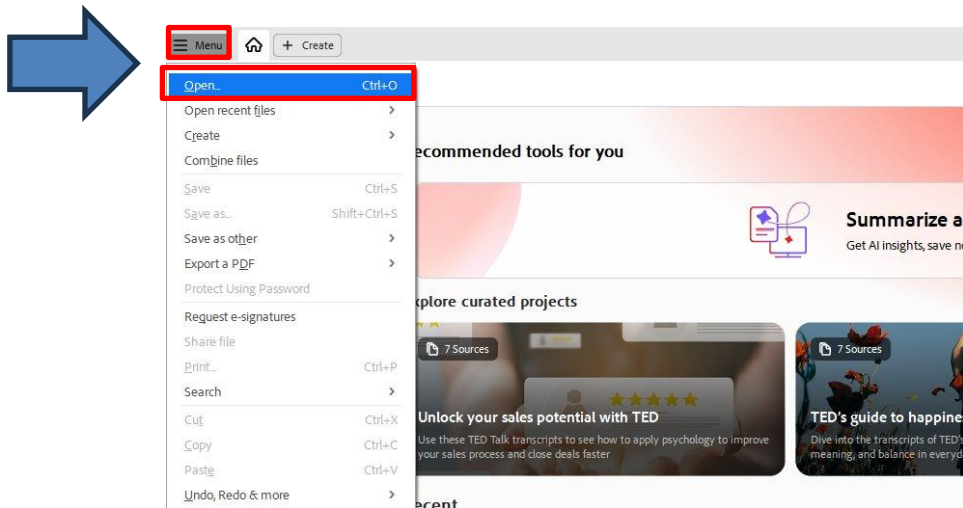 Menu
+ Create
Open... Ctrl+O
Open recent files
Create
Combine files
Save Ctrl+S
Save as... Shift+Ctrl+S
Save as other
Export a PDF
Protect Using Password
Request e-signatures
Share file
Print... Ctrl+P
Search
Cut Ctrl+X
Copy Ctrl+C
Paste Ctrl+V
Undo, Redo & more
ecommended tools for you
Summarize a
Get AI insights, save
xplore curated projects
7 Sources
Unlock your sales potential with TED
Use these TED Talk transcripts to see how to apply psychology to improve
your sales process and close deals faster
7 Sources
TED's guide to happine
Dive into the transcripts of TED's
meaning, and balance in everyd
ecent